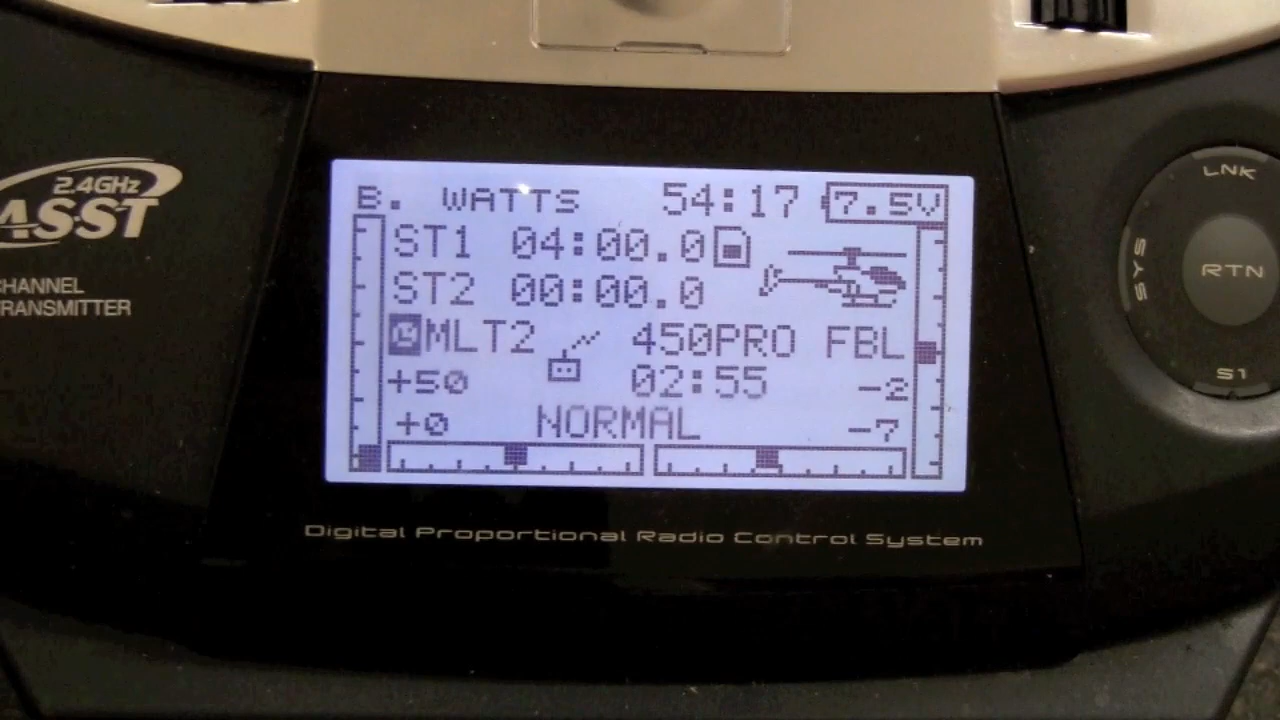 B. WATTS 54:17 7.5V
ST1 04:00.0
ST2 00:00.0
MLT2 450PRO FBL
+50 02:55 -2
+0 NORMAL -7
Digital Proportional Radio Control System
2.4GHz
ASST
CHANNEL
TRANSMITTER
LNK
SYS
RTN
S1